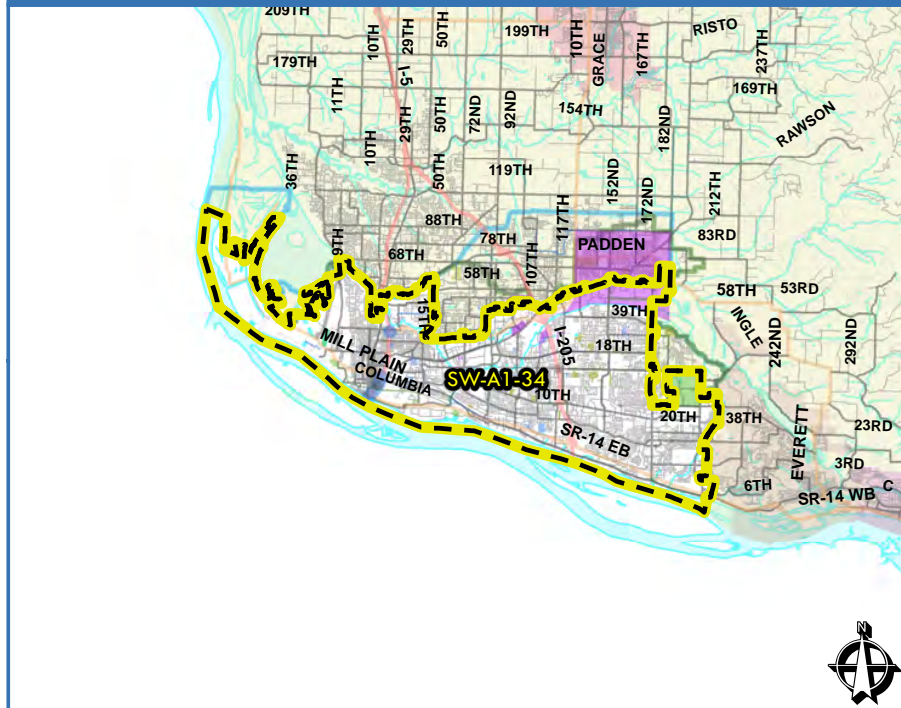 209TH
10TH
29TH
50TH
199TH
10TH
GRACE
167TH
RISTO
237TH
179TH
I-5
11TH
72ND
92ND
154TH
182ND
169TH
RAWSON
10TH
29TH
50TH
50TH
119TH
36TH
152ND
172ND
212TH
117TH
88TH
9TH
68TH
78TH
107TH
PADDEN
83RD
58TH
58TH
53RD
15TH
39TH
INGLE
242ND
292ND
MILL PLAIN
I-205
18TH
COLUMBIA
SW-A1-34
10TH
20TH
38TH
SR-14 EB
EVERETT
23RD
3RD
6TH
SR-14 WB
C
N